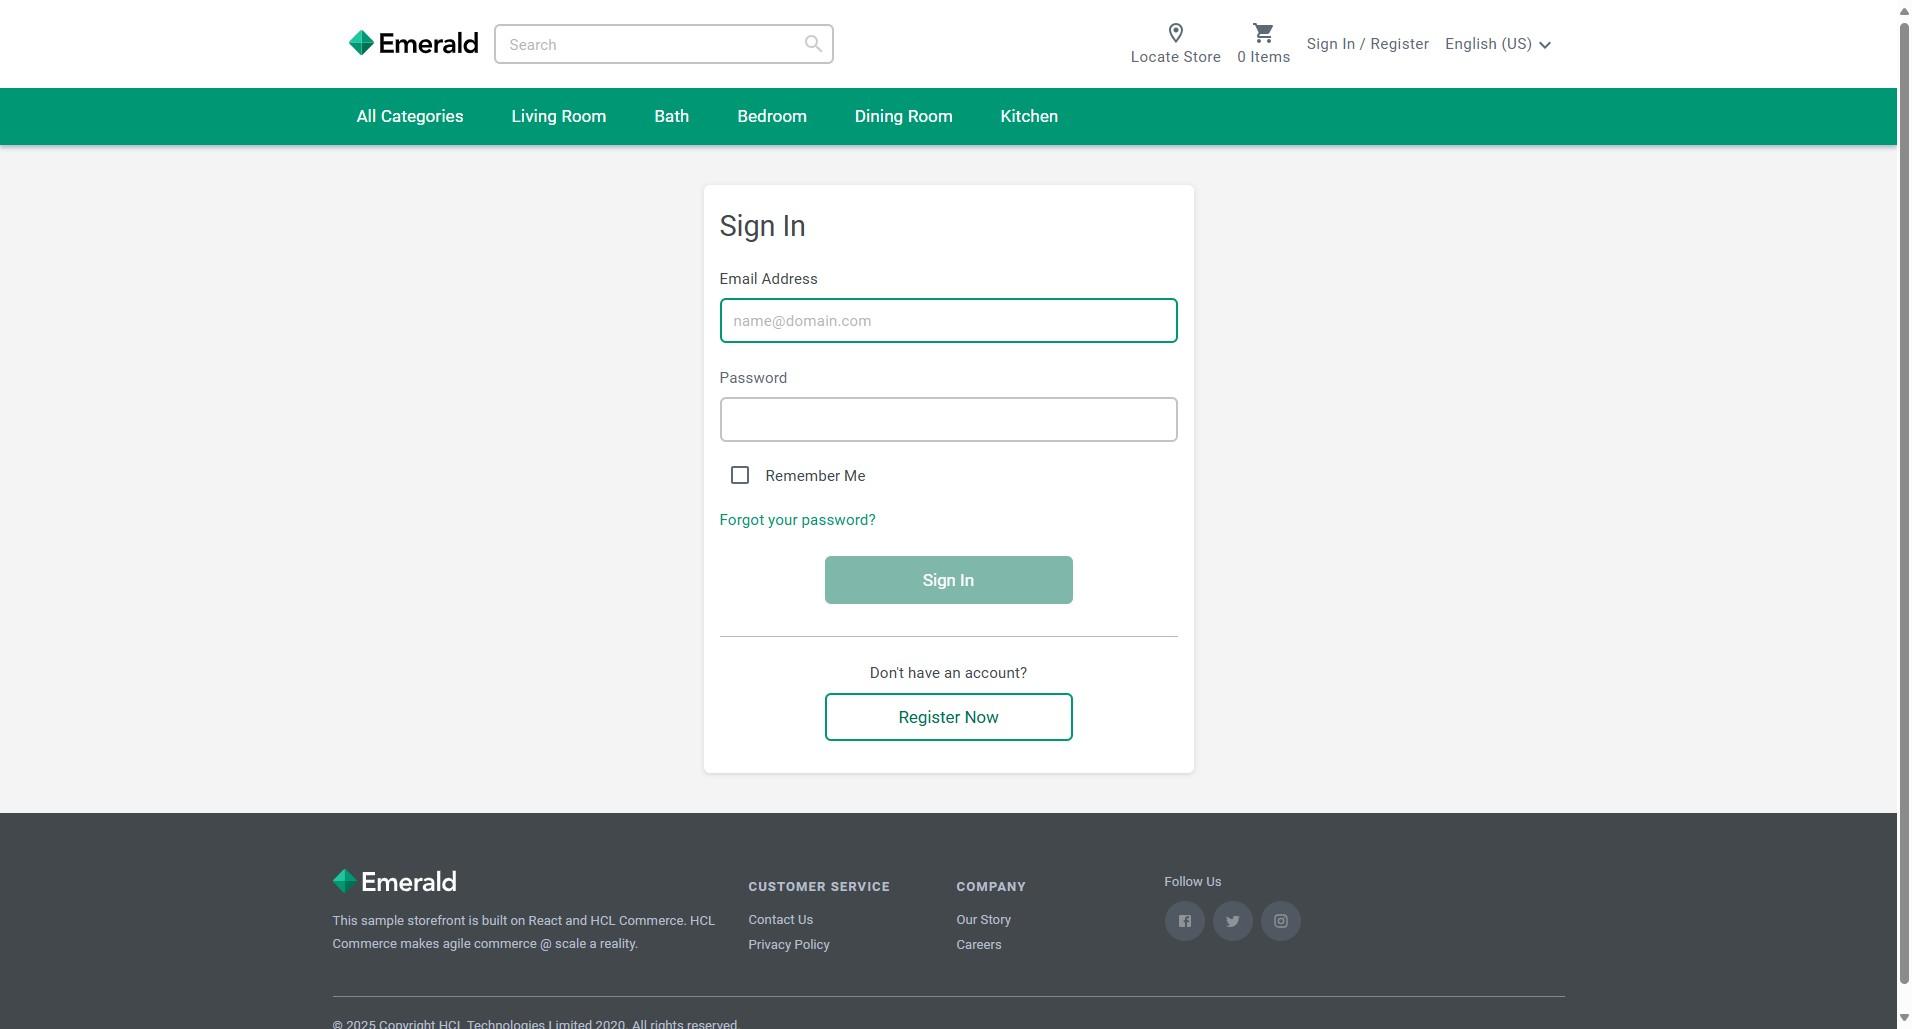 Emerald
Search
Locate Store
0 Items
Sign In / Register
English (US)
All Categories
Living Room
Bath
Bedroom
Dining Room
Kitchen
Sign In
Email Address
name@domain.com
Password
Remember Me
Forgot your password?
Sign In
Don't have an account?
Register Now
Emerald
This sample storefront is built on React and HCL Commerce. HCL
Commerce makes agile commerce @ scale a reality.
CUSTOMER SERVICE
Contact Us
Privacy Policy
COMPANY
Our Story
Careers
Follow Us
© 2025 Copyright HCL Technologies Limited 2020. All rights reserved